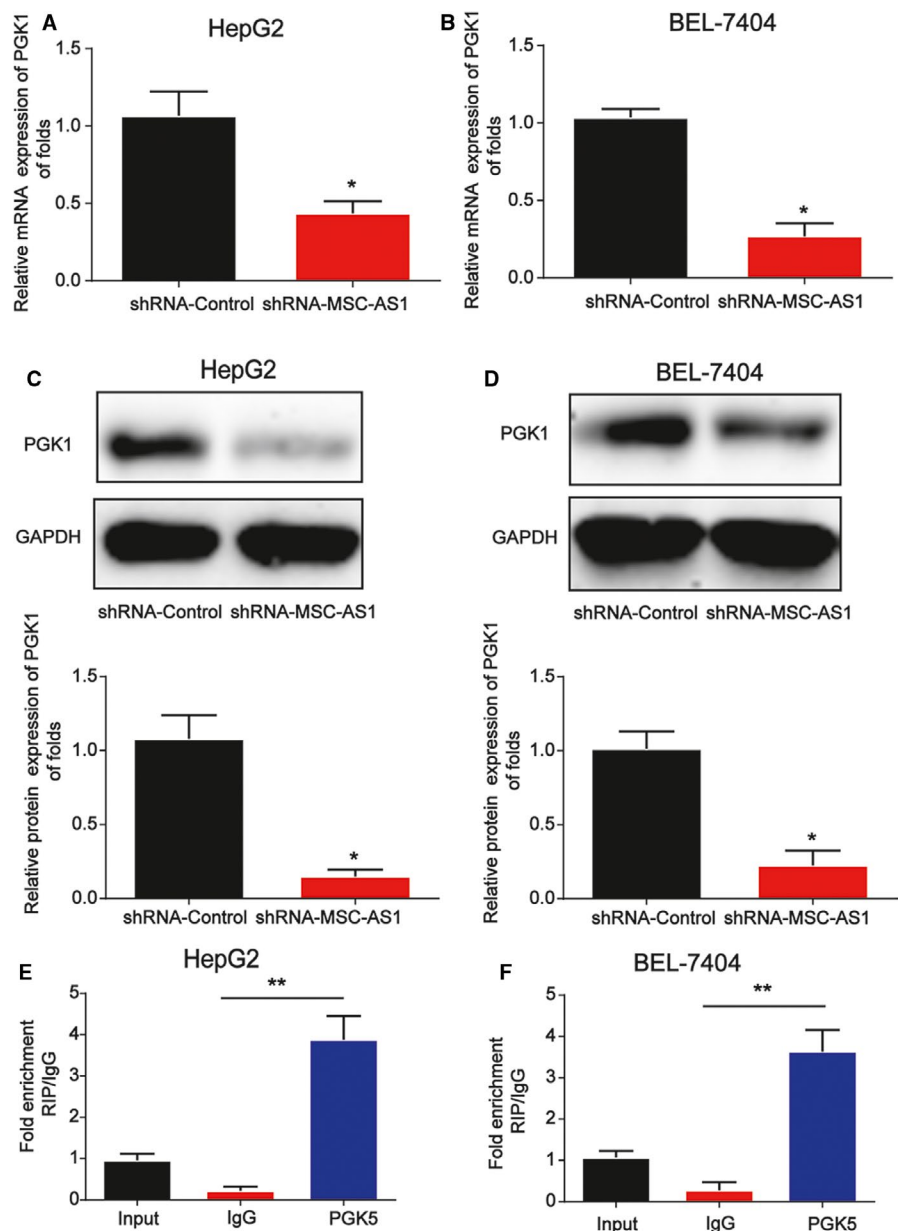 A
HepG2
Relative mRNA expression of PGK1
of folds
1.5
1.0
0.5
0.0
*
shRNA-Control shRNA-MSC-AS1
B
BEL-7404
Relative mRNA expression of PGK1
of folds
1.5
1.0
0.5
0.0
*
shRNA-Control shRNA-MSC-AS1
C
HepG2
PGK1
GAPDH
shRNA-Control shRNA-MSC-AS1
Relative protein expression of PGK1
of folds
1.5
1.0
0.5
0.0
*
shRNA-Control shRNA-MSC-AS1
D
BEL-7404
PGK1
GAPDH
shRNA-Control shRNA-MSC-AS1
Relative protein expression of PGK1
of folds
1.5
1.0
0.5
0.0
*
shRNA-Control shRNA-MSC-AS1
E
HepG2
Fold enrichment
RIP/IgG
5
4
3
2
1
0
**
Input IgG PGK5
F
BEL-7404
Fold enrichment
RIP/IgG
5
4
3
2
1
0
**
Input IgG PGK5